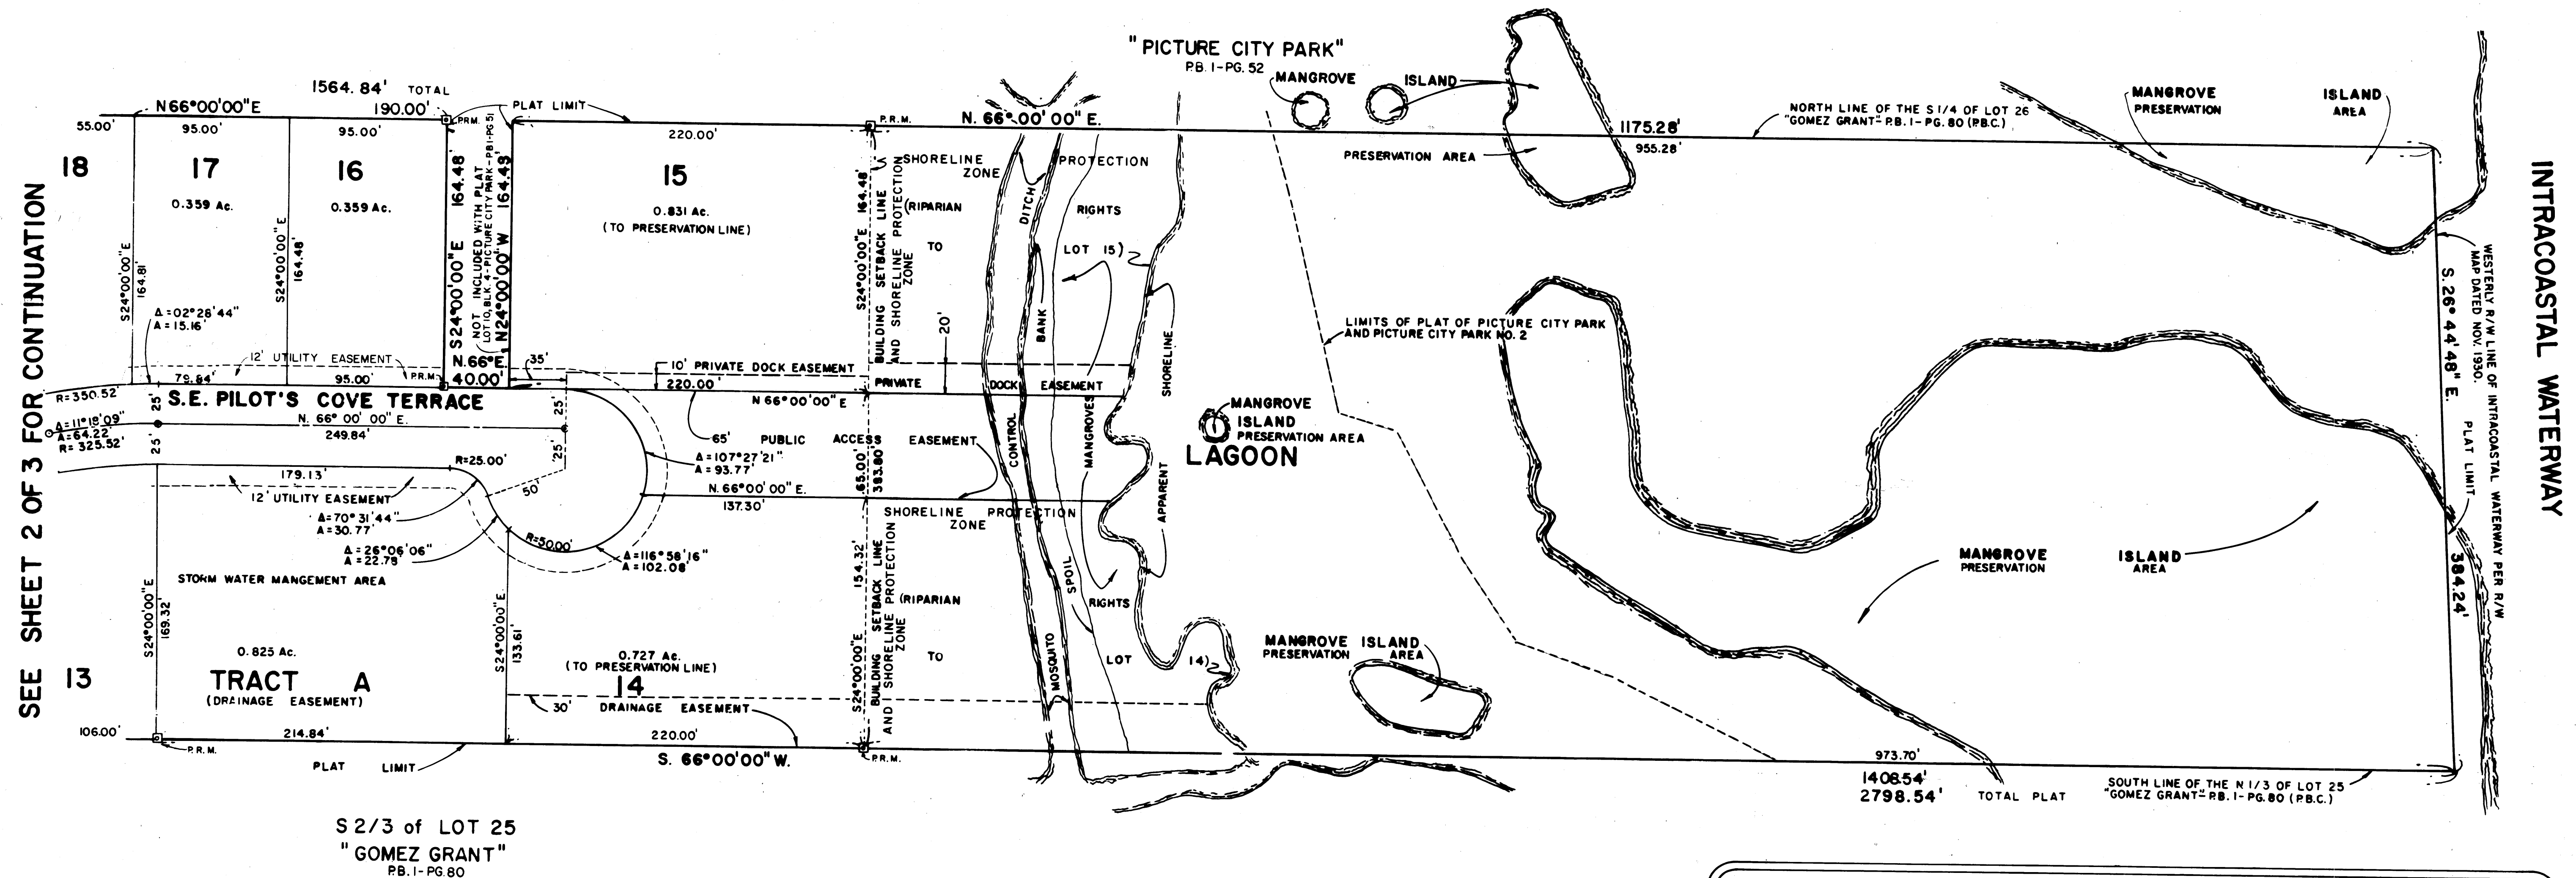 "PICTURE CITY PARK"
P.B. 1-PG. 52
MANGROVE ISLAND
PRESERVATION AREA
1564.84' TOTAL
N66°00'00"E 190.00'
PLAT LIMIT
PRM.
P.R.M.
N. 66°00'00"E.
1175.28'
955.28'
NORTH LINE OF THE S 1/4 OF LOT 26
"GOMEZ GRANT"-P.B. 1-PG. 80 (P.B.C.)
MANGROVE ISLAND
PRESERVATION AREA
55.00'
95.00'
95.00'
220.00'
18
17
0.359 Ac.
16
0.359 Ac.
15
0.831 Ac.
(TO PRESERVATION LINE)
S24°00'00"E
164.81'
S24°00'00"E
164.48'
S24°00'00"E 164.48'
NOT INCLUDED WITH PLAT
LOT 10, BLK. 4-PICTURE CITY PARK-P.B.1-PG.51
N24°00'00"W 164.48'
S24°00'00"E 164.48'
BUILDING SETBACK LINE
AND SHORELINE PROTECTION
ZONE
SHORELINE PROTECTION
ZONE
(RIPARIAN RIGHTS
TO LOT 15)
DITCH
BANK
SHORELINE
20'
Δ=02°28'44"
A=15.16'
12' UTILITY EASEMENT
79.84'
95.00'
P.R.M.
N.66°E.
40.00'
35'
10' PRIVATE DOCK EASEMENT
220.00'
PRIVATE DOCK EASEMENT
N 66°00'00"E
LIMITS OF PLAT OF PICTURE CITY PARK
AND PICTURE CITY PARK NO. 2
R=350.52'
Δ=11°18'09"
A=64.22'
R=325.52'
25'
25'
S.E. PILOT'S COVE TERRACE
N. 66°00'00"E.
249.84'
25'
25'
65' PUBLIC ACCESS EASEMENT
Δ=107°27'21"
A=93.77'
N. 66°00'00"E.
137.30'
65.00'
383.80'
CONTROL
MANGROVES
APPARENT
MANGROVE
ISLAND
PRESERVATION AREA
LAGOON
179.13'
R=25.00'
50'
12' UTILITY EASEMENT
Δ=70°31'44"
A=30.77'
Δ=26°06'06"
A=22.78'
R=50.00'
Δ=116°58'16"
A=102.08'
SHORELINE PROTECTION
ZONE
STORM WATER MANGEMENT AREA
S24°00'00"E
169.32'
S24°00'00"E
133.61'
S24°00'00"E 154.32'
BUILDING SETBACK LINE
AND SHORELINE PROTECTION
ZONE
(RIPARIAN RIGHTS
TO LOT 14)
SPOIL
MOSQUITO
0.825 Ac.
TRACT A
(DRAINAGE EASEMENT)
13
0.727 Ac.
(TO PRESERVATION LINE)
14
30' DRAINAGE EASEMENT
MANGROVE ISLAND
PRESERVATION AREA
MANGROVE ISLAND
PRESERVATION AREA
106.00'
P.R.M.
214.84'
PLAT LIMIT
220.00'
S. 66°00'00"W.
P.R.M.
973.70'
1408.54'
2798.54' TOTAL PLAT
SOUTH LINE OF THE N 1/3 OF LOT 25
"GOMEZ GRANT"-P.B. 1-PG. 80 (P.B.C.)
S. 26°44'48"E.
384.24'
PLAT LIMIT
WESTERLY R/W LINE OF INTRACOASTAL WATERWAY PER R/W
MAP DATED NOV. 1930.
INTRACOASTAL WATERWAY
SEE SHEET 2 OF 3 FOR CONTINUATION
S 2/3 of LOT 25
"GOMEZ GRANT"
P.B. 1-PG.80